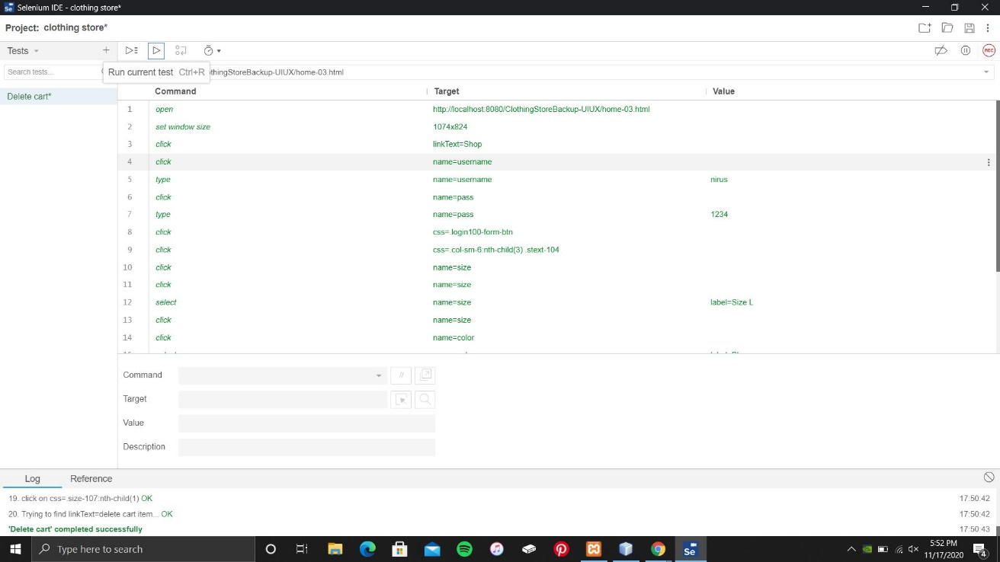 Selenium IDE - clothing store*
Project: clothing store*
Tests
Search tests...
Run current test Ctrl+R
thingStoreBackup-UIUX/home-03.html
Delete cart*
Command Target Value
1 open http://localhost:8080/ClothingStoreBackup-UIUX/home-03.html
2 set window size 1074x824
3 click linkText=Shop
4 click name=username
5 type name=username nirus
6 click name=pass
7 type name=pass 1234
8 click css=.login100-form-btn
9 click css=.col-sm-6:nth-child(3) .stext-104
10 click name=size
11 click name=size
12 select name=size label=Size L
13 click name=size
14 click name=color
Command
//
Target
Value
Description
Log Reference
19. click on css=.size-107:nth-child(1) OK 17:50:42
20. Trying to find linkText=delete cart item... OK 17:50:42
'Delete cart' completed successfully 17:50:43
Type here to search
5:52 PM
11/17/2020
4
REC
Se
Se